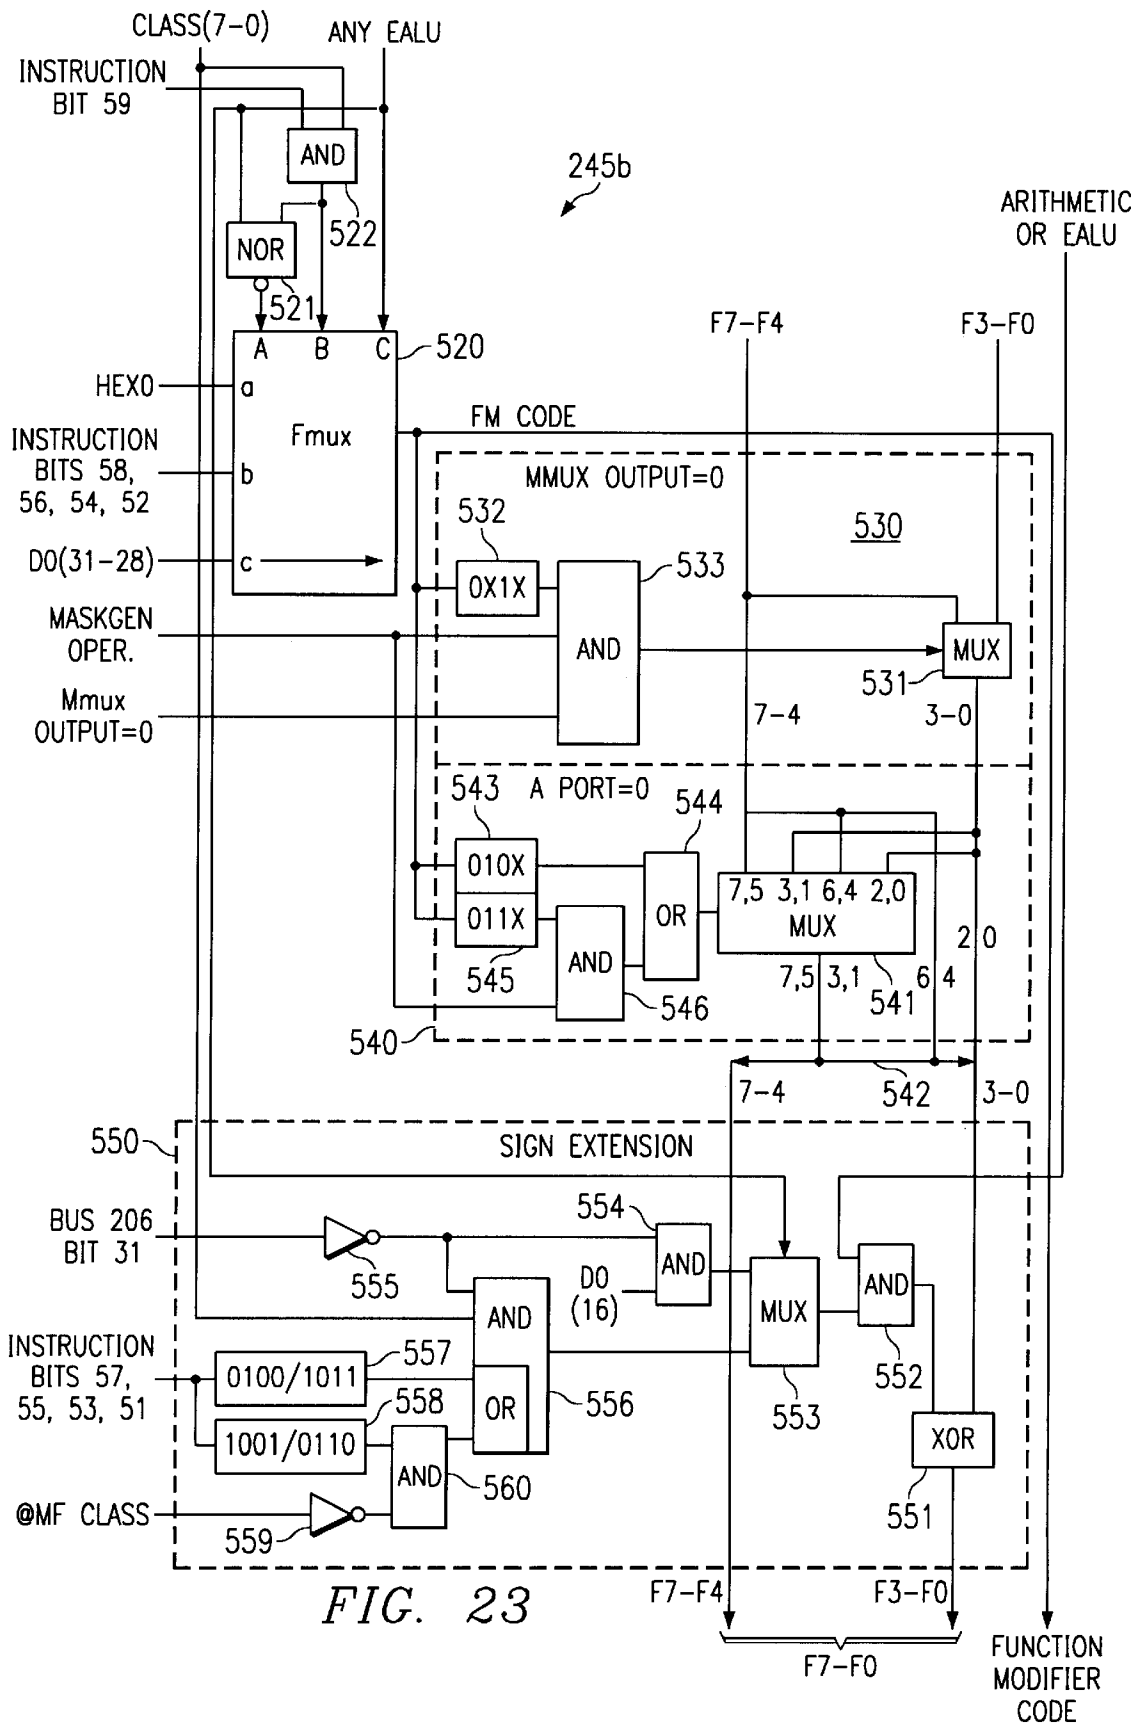 CLASS(7-0)
ANY EALU
INSTRUCTION
BIT 59
AND
522
NOR
521
245b
ARITHMETIC
OR EALU
A B C
520
F7-F4
F3-F0
HEX0
a
Fmux
FM CODE
INSTRUCTION
BITS 58,
56, 54, 52
b
MMUX OUTPUT=0
530
D0(31-28)
c
532
0X1X
533
AND
MASKGEN
OPER.
MUX
531
Mmux
OUTPUT=0
7-4
3-0
A PORT=0
543
010X
544
OR
011X
545
AND
546
7,5 3,1 6,4 2,0
MUX
2 0
7,5 3,1
541
6 4
540
542
7-4
3-0
550
SIGN EXTENSION
BUS 206
BIT 31
555
554
AND
D0
(16)
AND
MUX
553
AND
552
INSTRUCTION
BITS 57,
55, 53, 51
0100/1011
557
OR
556
1001/0110
558
AND
560
XOR
551
@MF CLASS
559
FIG. 23
F7-F4
F3-F0
F7-F0
FUNCTION
MODIFIER
CODE